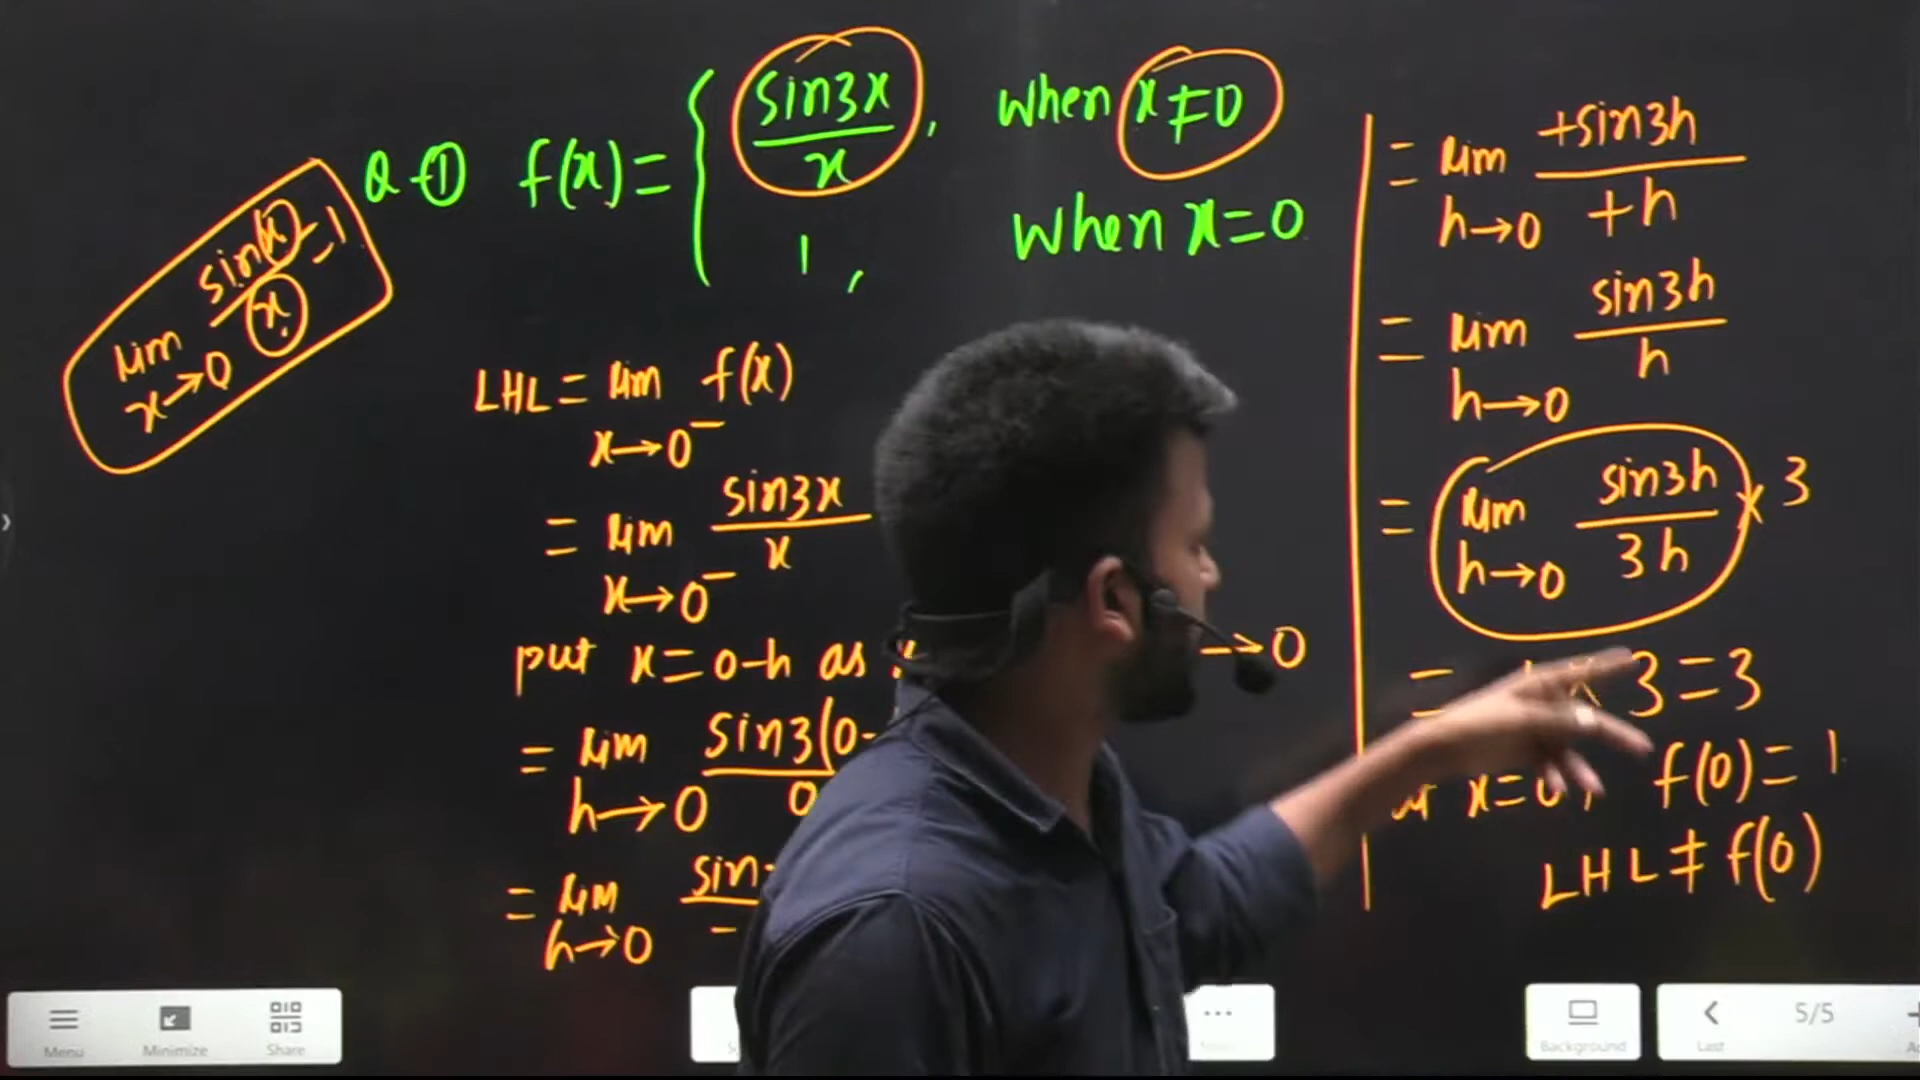 Q-① f(x) = { sin3x/x , when x≠0
1 , when x=0
lim x→0 sin(x)/x = 1
LHL = lim x→0⁻ f(x)
= lim x→0⁻ sin3x/x
put x=0-h as
→0
= lim h→0 sin3(0-
0
= lim h→0 sin
-
= lim h→0 +sin3h/+h
= lim h→0 sin3h/h
= lim h→0 sin3h/3h × 3
= × 3 = 3
x=0, f(0)=1
LHL ≠ f(0)
Menu
Minimize
Share
Background
Last
5/5